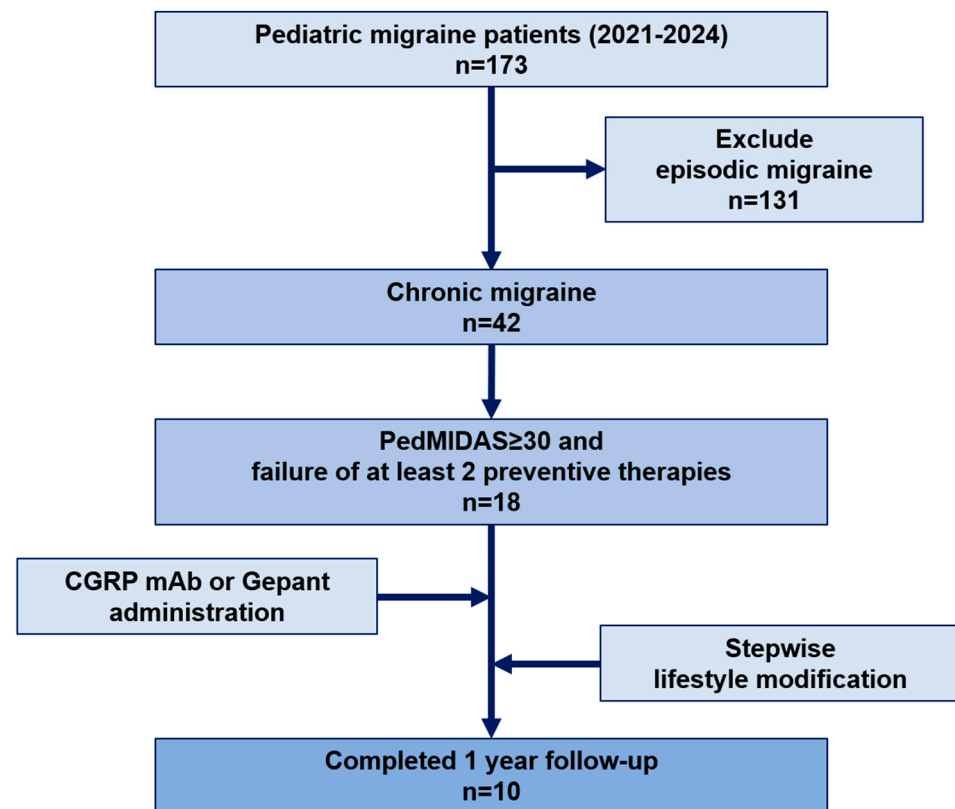 Pediatric migraine patients (2021-2024)
n=173
Exclude
episodic migraine
n=131
Chronic migraine
n=42
PedMIDAS≥30 and
failure of at least 2 preventive therapies
n=18
CGRP mAb or Gepant
administration
Stepwise
lifestyle modification
Completed 1 year follow-up
n=10